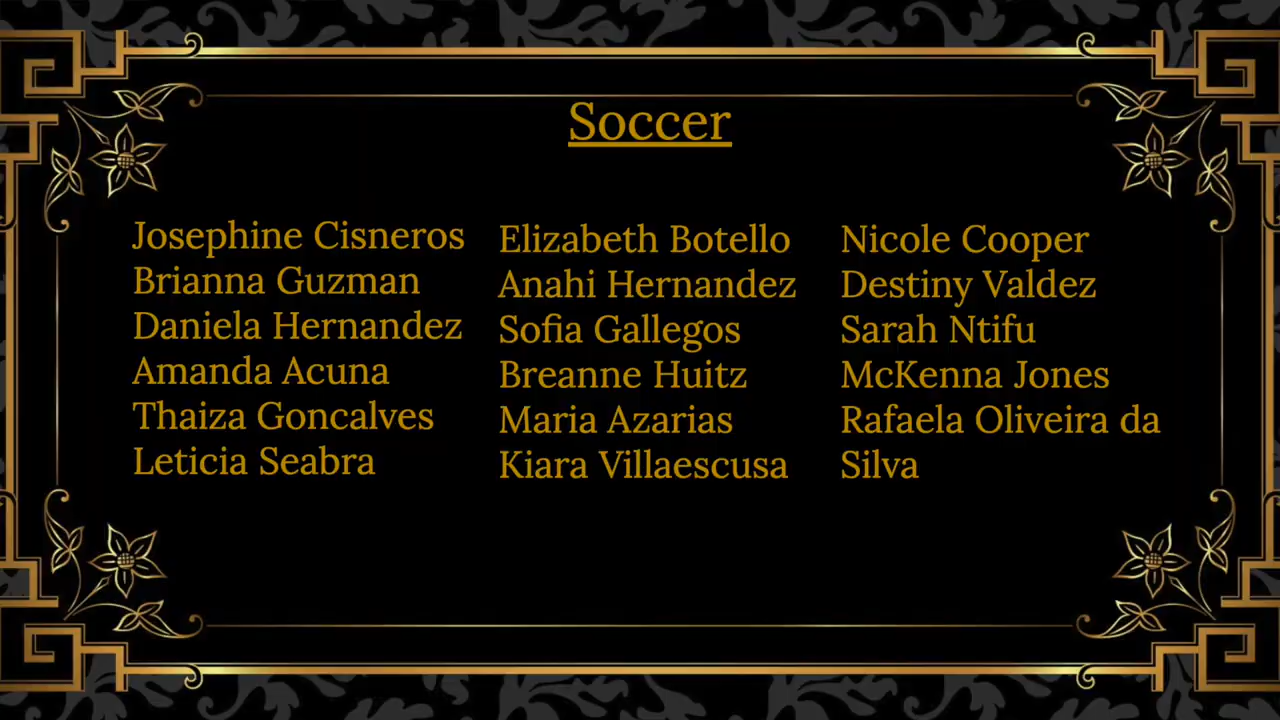 Soccer
Josephine Cisneros
Brianna Guzman
Daniela Hernandez
Amanda Acuna
Thaiza Goncalves
Leticia Seabra
Elizabeth Botello
Anahi Hernandez
Sofia Gallegos
Breanne Huitz
Maria Azarias
Kiara Villaescusa
Nicole Cooper
Destiny Valdez
Sarah Ntifu
McKenna Jones
Rafaela Oliveira da
Silva